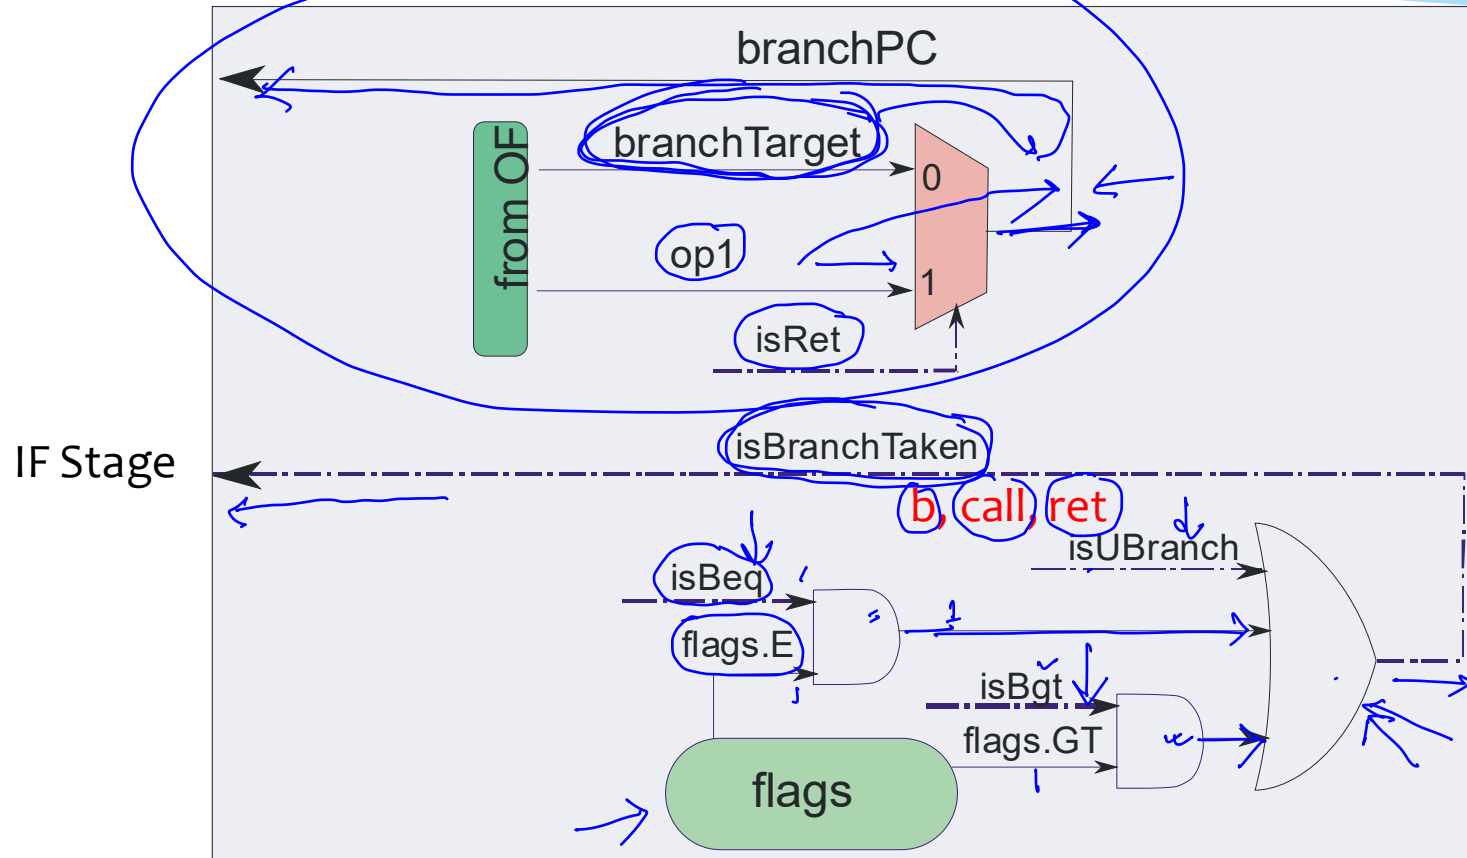 branchPC
from OF
branchTarget
0
op1
1
isRet
isBranchTaken
IF Stage
b, call, ret
isUBranch
isBeq
1
flags.E
isBgt
flags.GT
flags